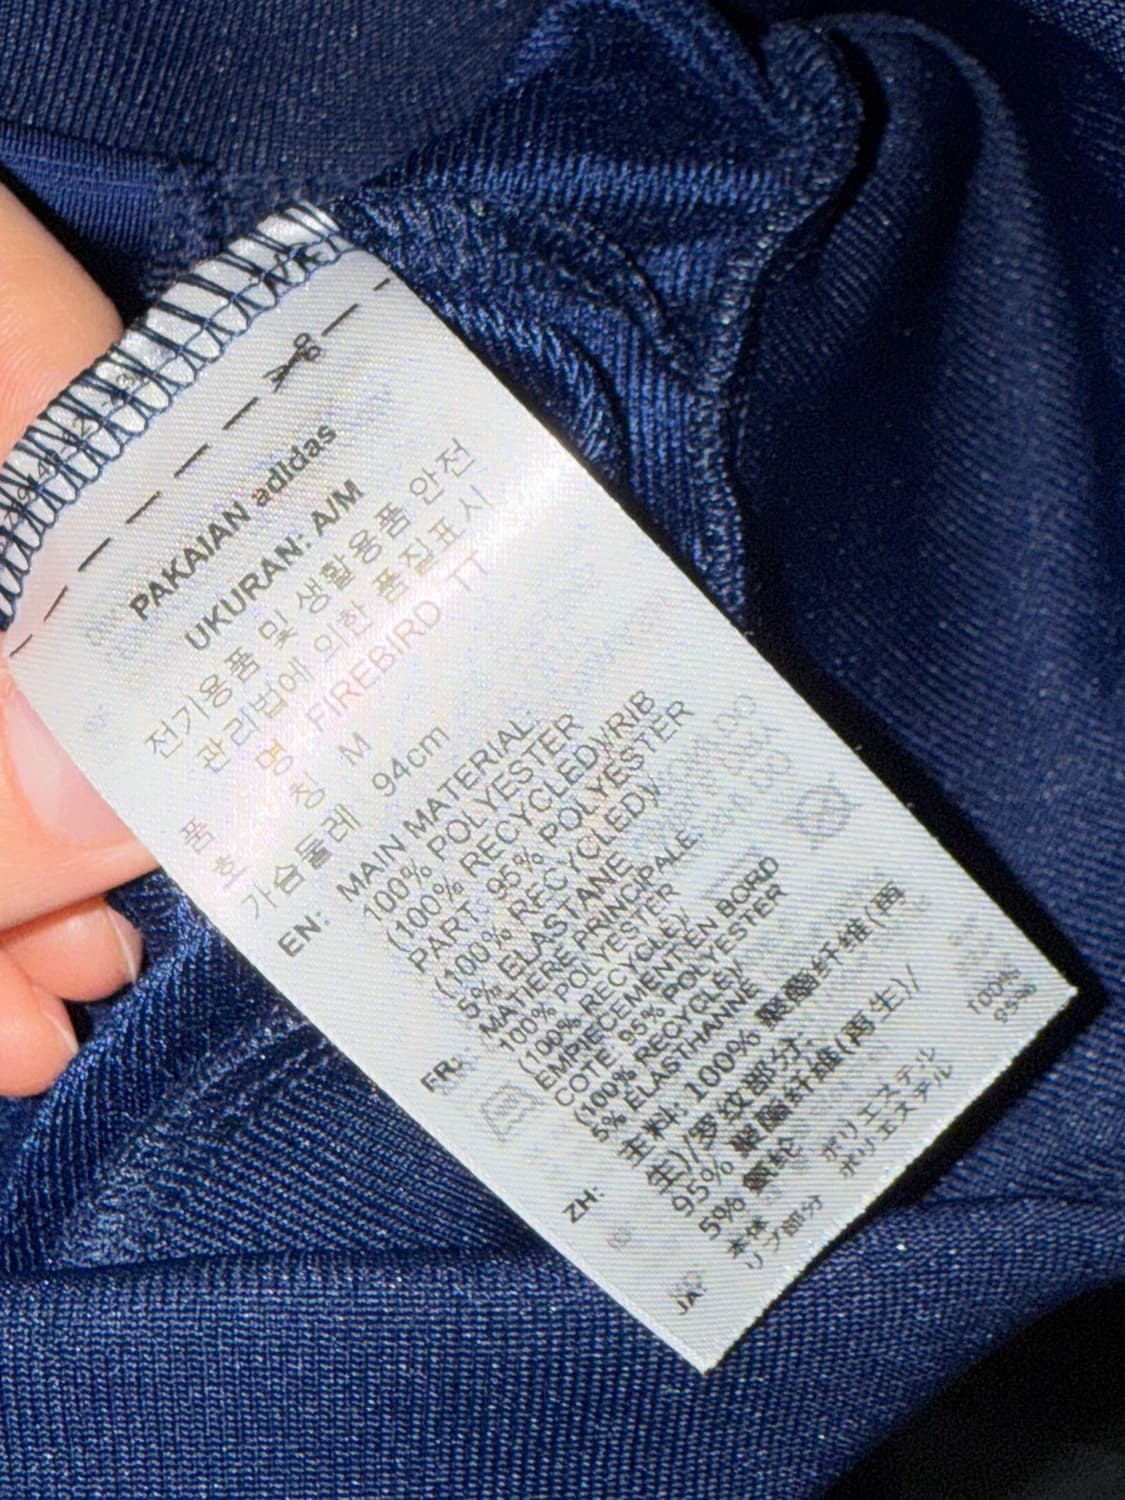 PAKAIAN adidas
UKURAN: A/M
전기용품 및 생활용품 안전
관리법에 의한 품질표시
품 명 FIREBIRD TT
호 칭 M
가슴둘레 94cm
EN: MAIN MATERIAL:
100% POLYESTER
(100% RECYCLED)/RIB
PART: 95% POLYESTER
(100% RECYCLED)/
5% ELASTANE
FR: MATIERE PRINCIPALE:
100% POLYESTER
(100% RECYCLE)/
EMPIECEMENT EN BORD
COTE: 95% POLYESTER
(100% RECYCLE)/
5% ELASTHANNE
ZH: 主料: 100% 聚酯纤维(再
生)/罗纹部分:
95% 聚酯纤维(再生)/
5% 氨纶
JA: 本体 ポリエステル 100%
リブ部分 ポリエステル 95%